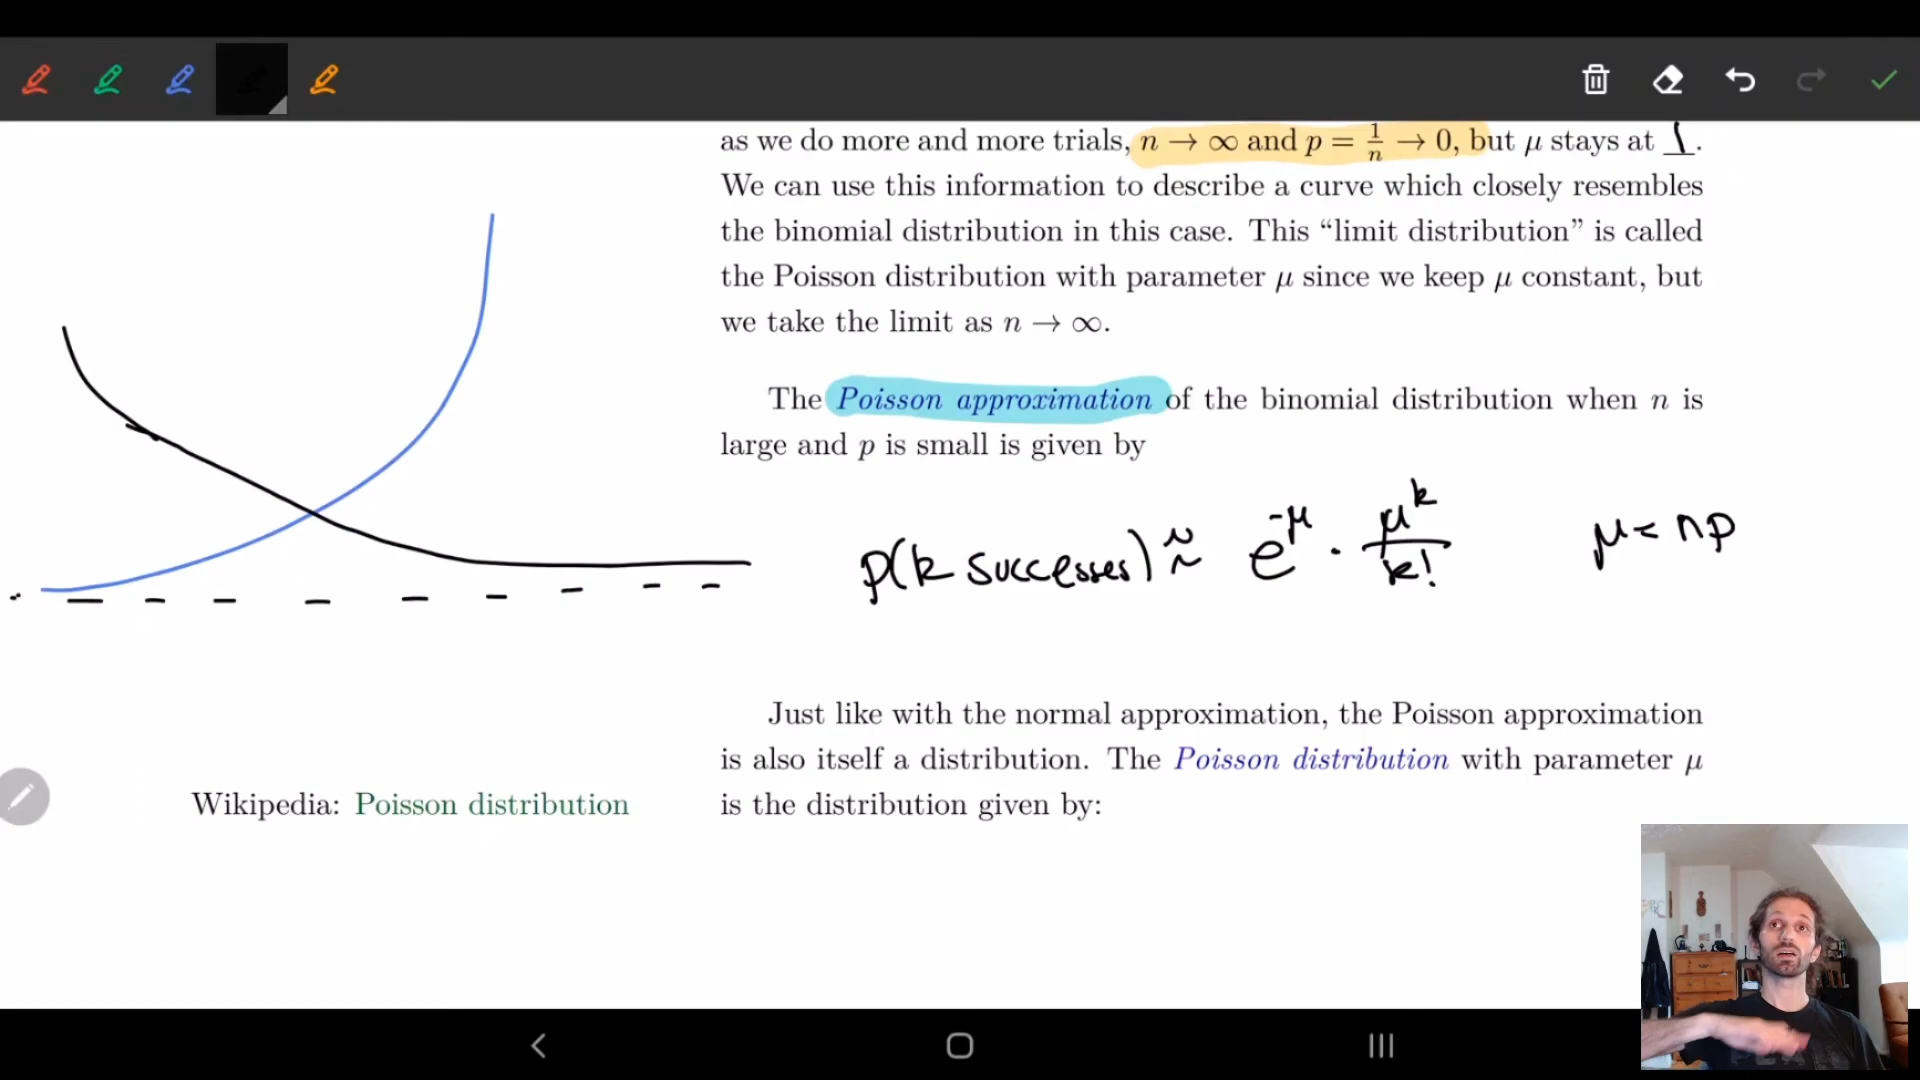 as we do more and more trials, n → ∞ and p = 1/n → 0, but μ stays at 1.
We can use this information to describe a curve which closely resembles
the binomial distribution in this case. This “limit distribution” is called
the Poisson distribution with parameter μ since we keep μ constant, but
we take the limit as n → ∞.
The Poisson approximation of the binomial distribution when n is
large and p is small is given by
p(k successes) ≈ e^{-μ} · μ^k/k!    μ = np
Just like with the normal approximation, the Poisson approximation
is also itself a distribution. The Poisson distribution with parameter μ
Wikipedia: Poisson distribution
is the distribution given by: